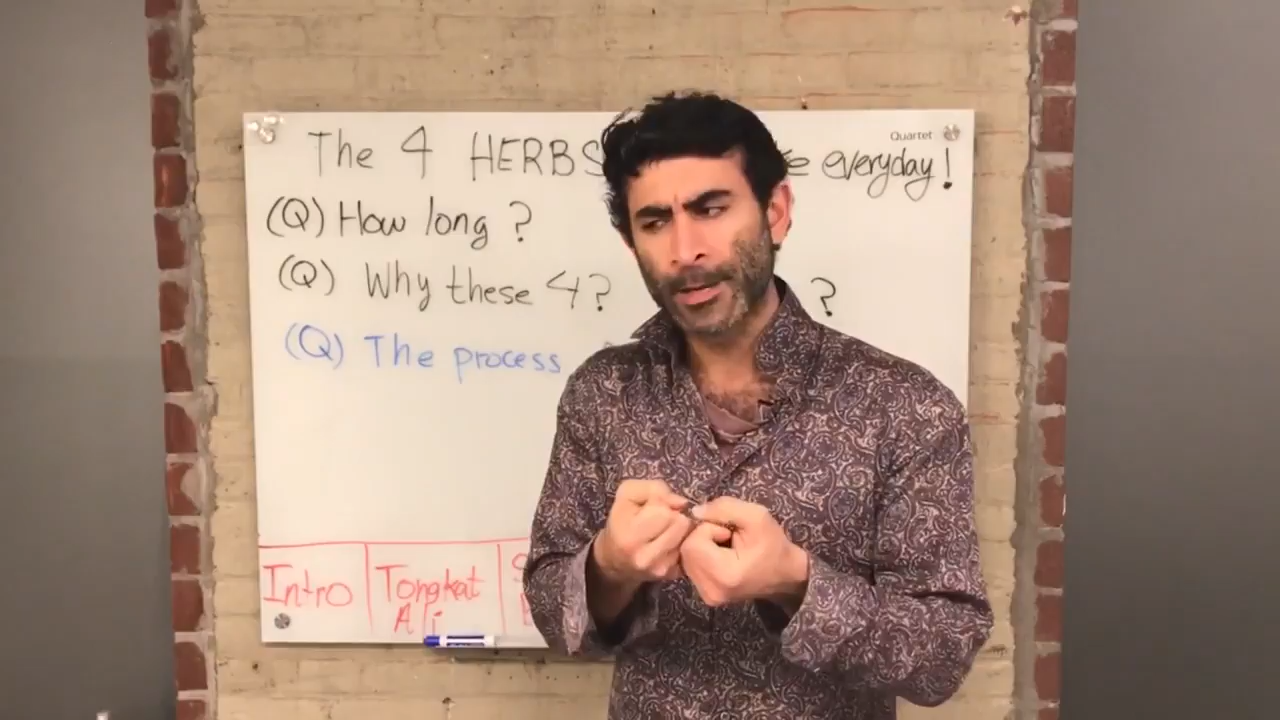 Quartet
The 4 HERBS everyday!
(Q) How long ?
(Q) Why these 4? ?
(Q) The process
Intro Tongkat
Ali